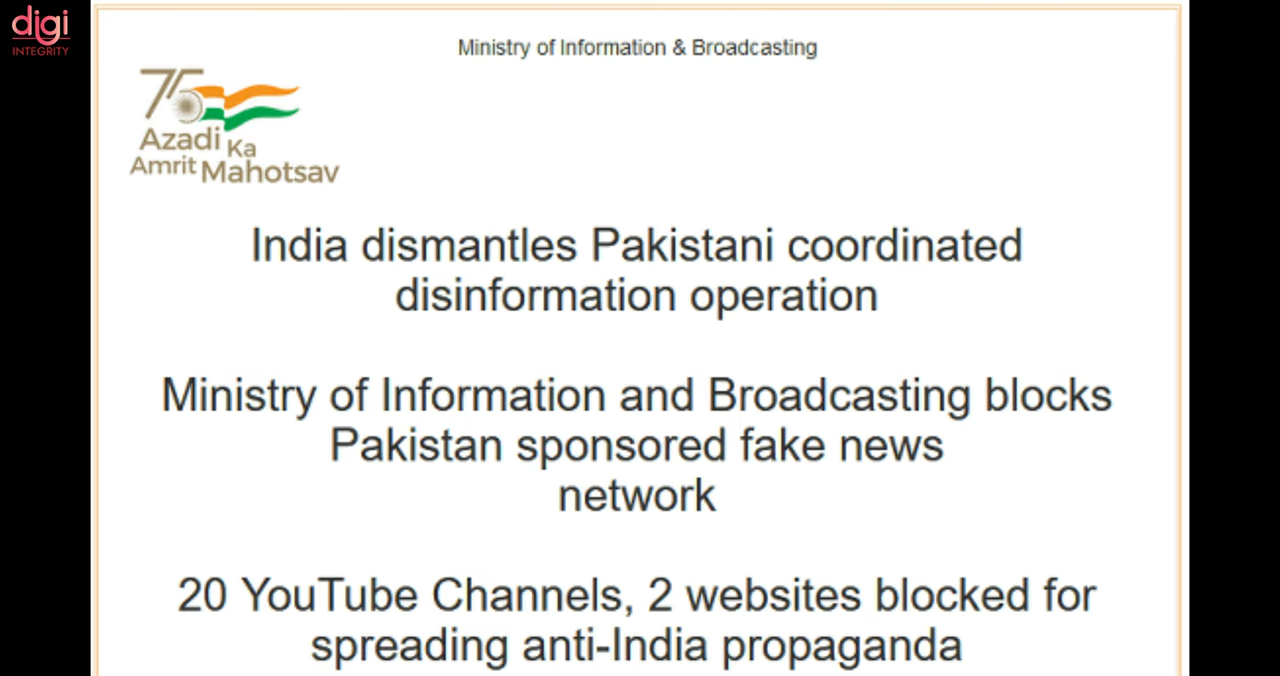 digi
INTEGRITY
Ministry of Information & Broadcasting
75
Azadi Ka
Amrit Mahotsav
India dismantles Pakistani coordinated
disinformation operation
Ministry of Information and Broadcasting blocks
Pakistan sponsored fake news
network
20 YouTube Channels, 2 websites blocked for
spreading anti-India propaganda